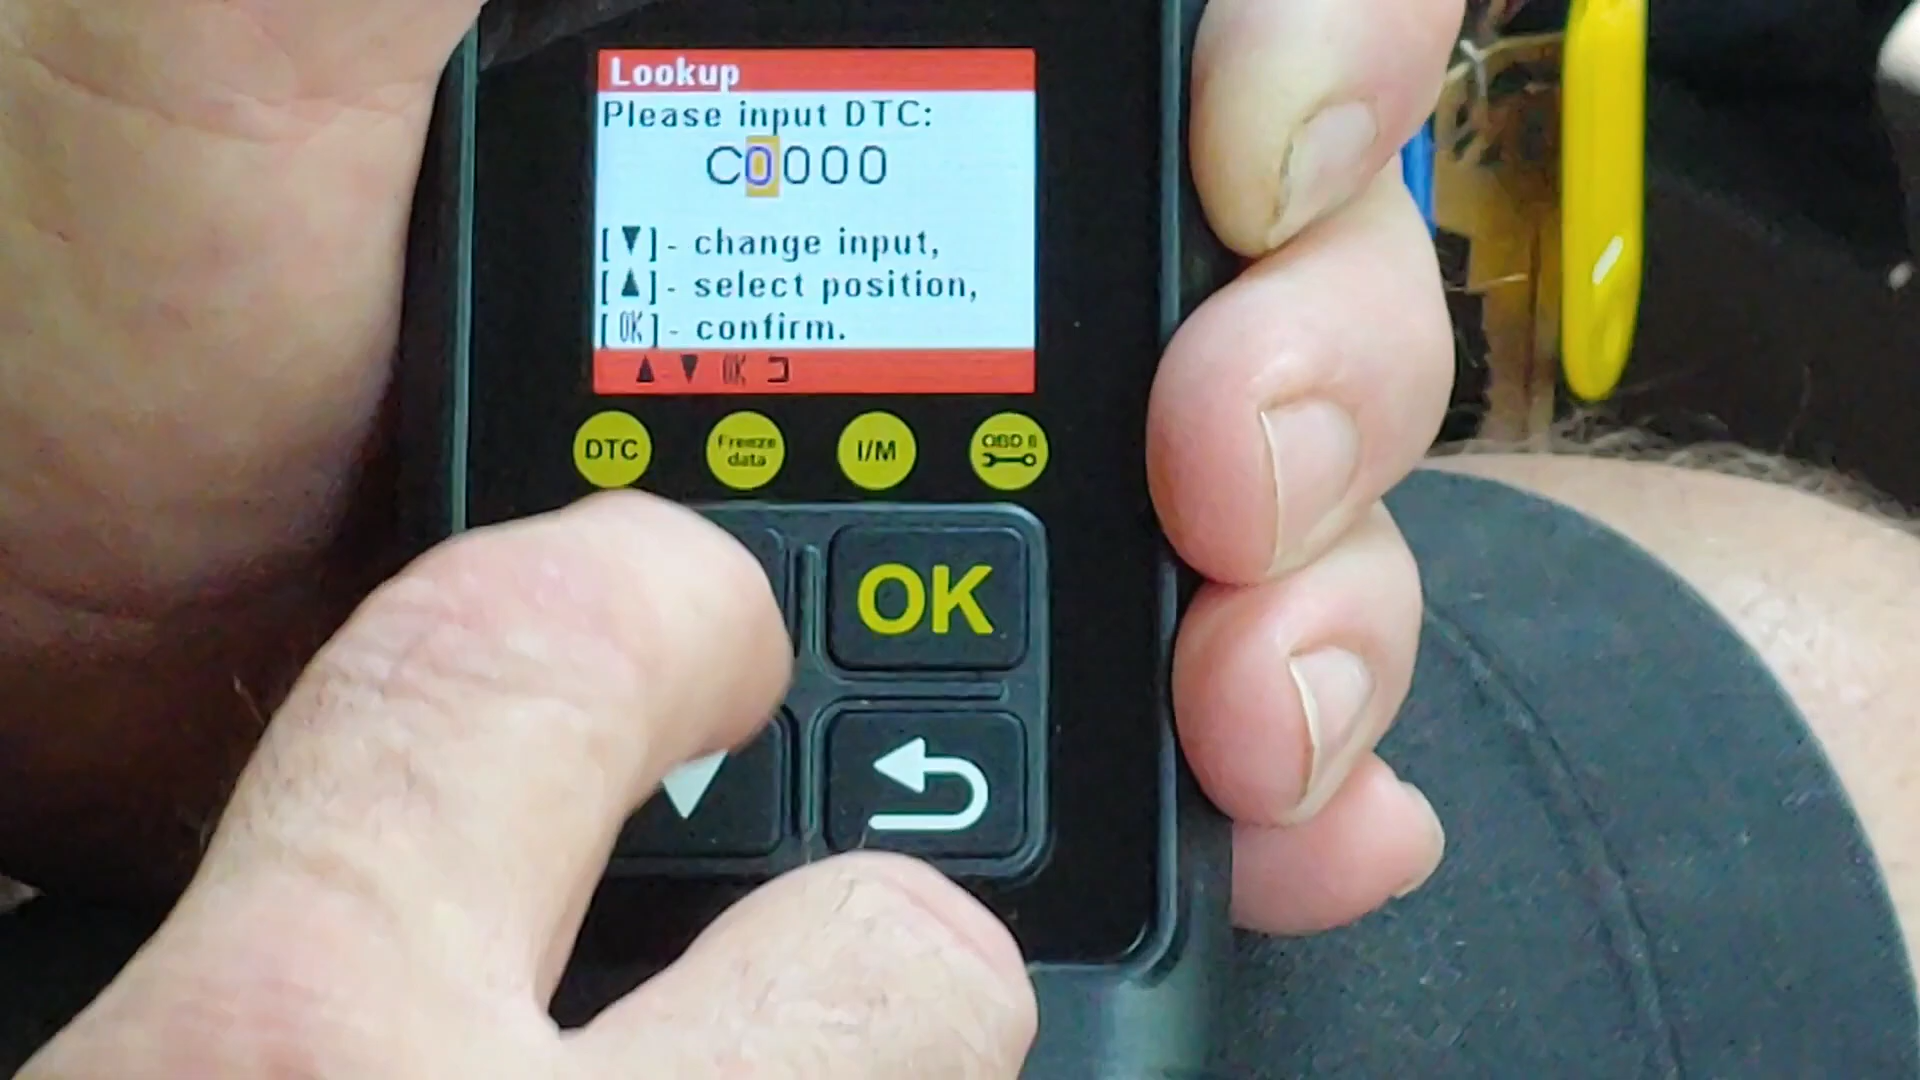 Lookup
Please input DTC:
C0000
[▼]- change input,
[▲]- select position,
[OK]- confirm.
▲ ▼ OK
DTC
Freeze
data
I/M
OBD II
OK